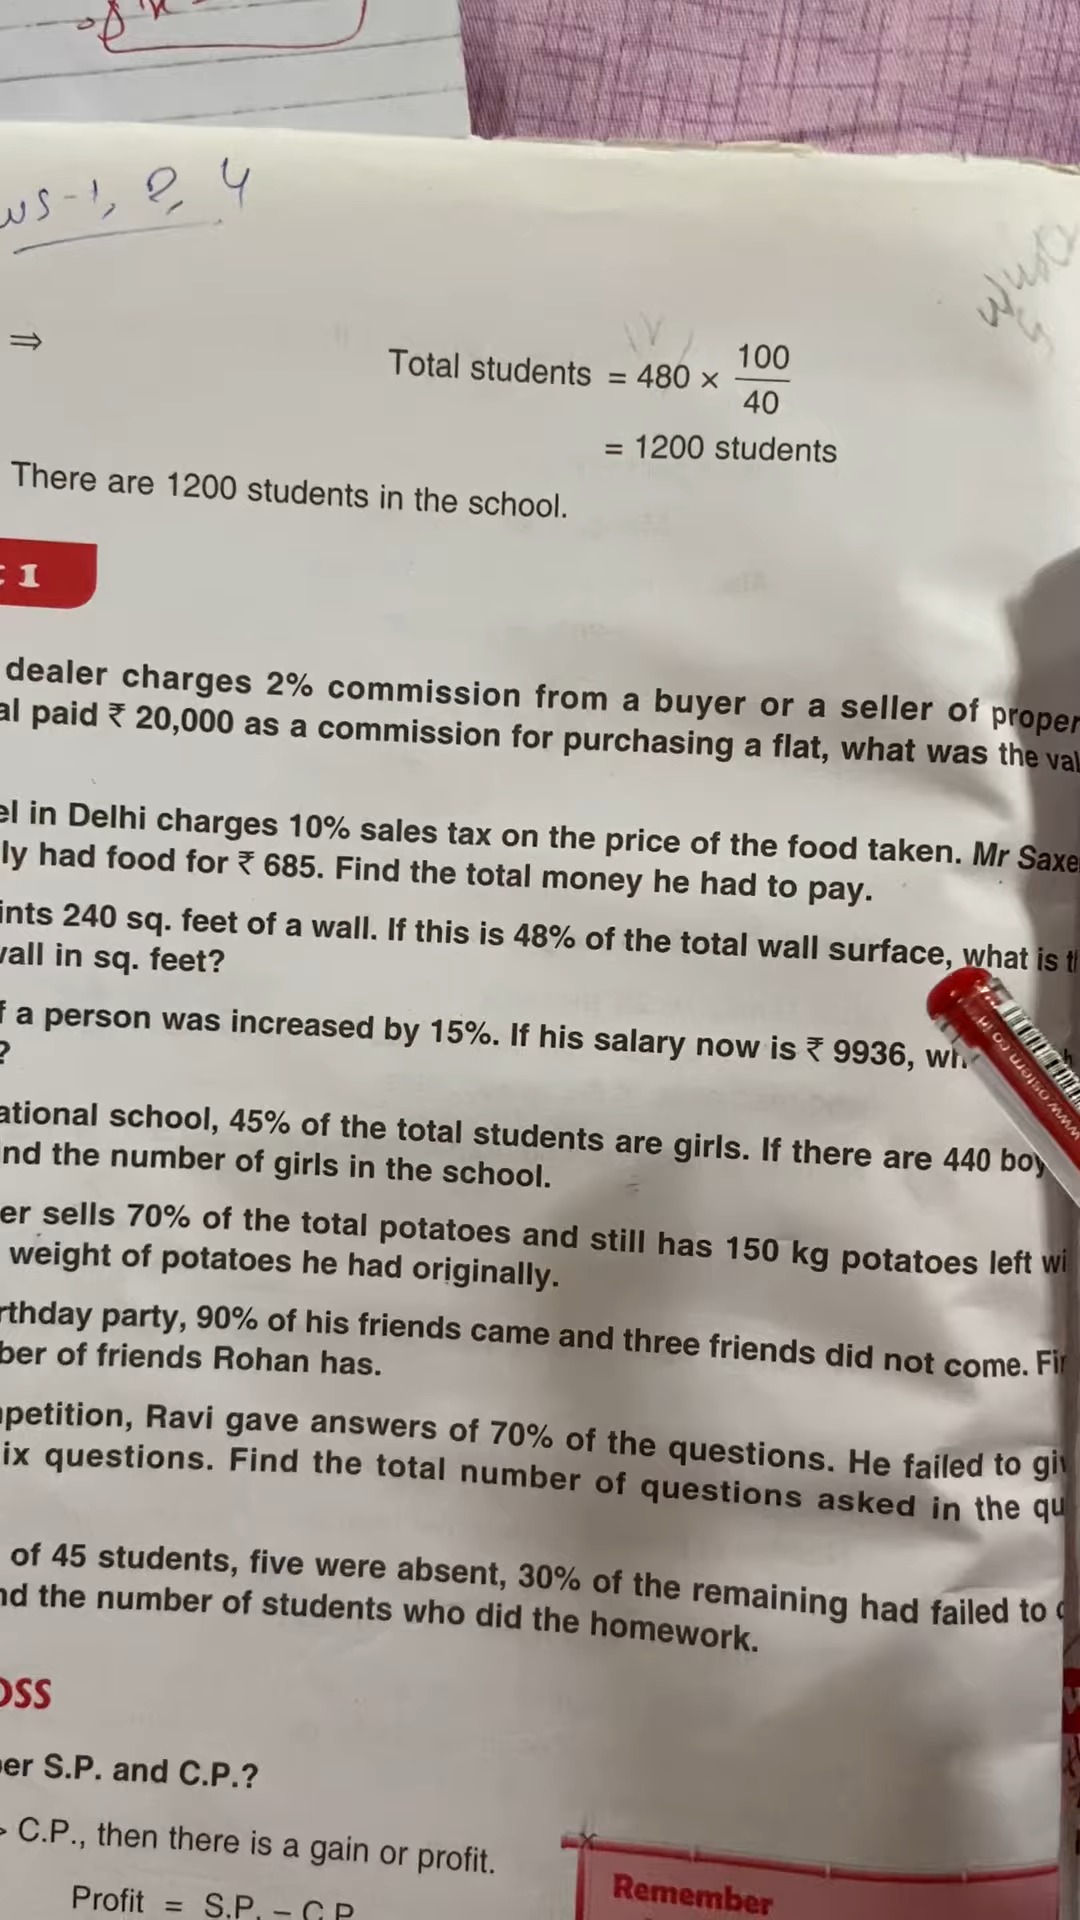 WS-1, 2, 4
⇒
Total students = 480 × 100/40
= 1200 students
There are 1200 students in the school.
1
dealer charges 2% commission from a buyer or a seller of proper
al paid ₹ 20,000 as a commission for purchasing a flat, what was the val
el in Delhi charges 10% sales tax on the price of the food taken. Mr Saxe
ly had food for ₹ 685. Find the total money he had to pay.
ints 240 sq. feet of a wall. If this is 48% of the total wall surface, what is t
all in sq. feet?
f a person was increased by 15%. If his salary now is ₹ 9936, wh
?
ational school, 45% of the total students are girls. If there are 440 boy
nd the number of girls in the school.
er sells 70% of the total potatoes and still has 150 kg potatoes left wi
weight of potatoes he had originally.
rthday party, 90% of his friends came and three friends did not come. Fin
ber of friends Rohan has.
petition, Ravi gave answers of 70% of the questions. He failed to giv
ix questions. Find the total number of questions asked in the qu
of 45 students, five were absent, 30% of the remaining had failed to
nd the number of students who did the homework.
OSS
er S.P. and C.P.?
> C.P., then there is a gain or profit.
Profit = S.P. – C.P.
Remember